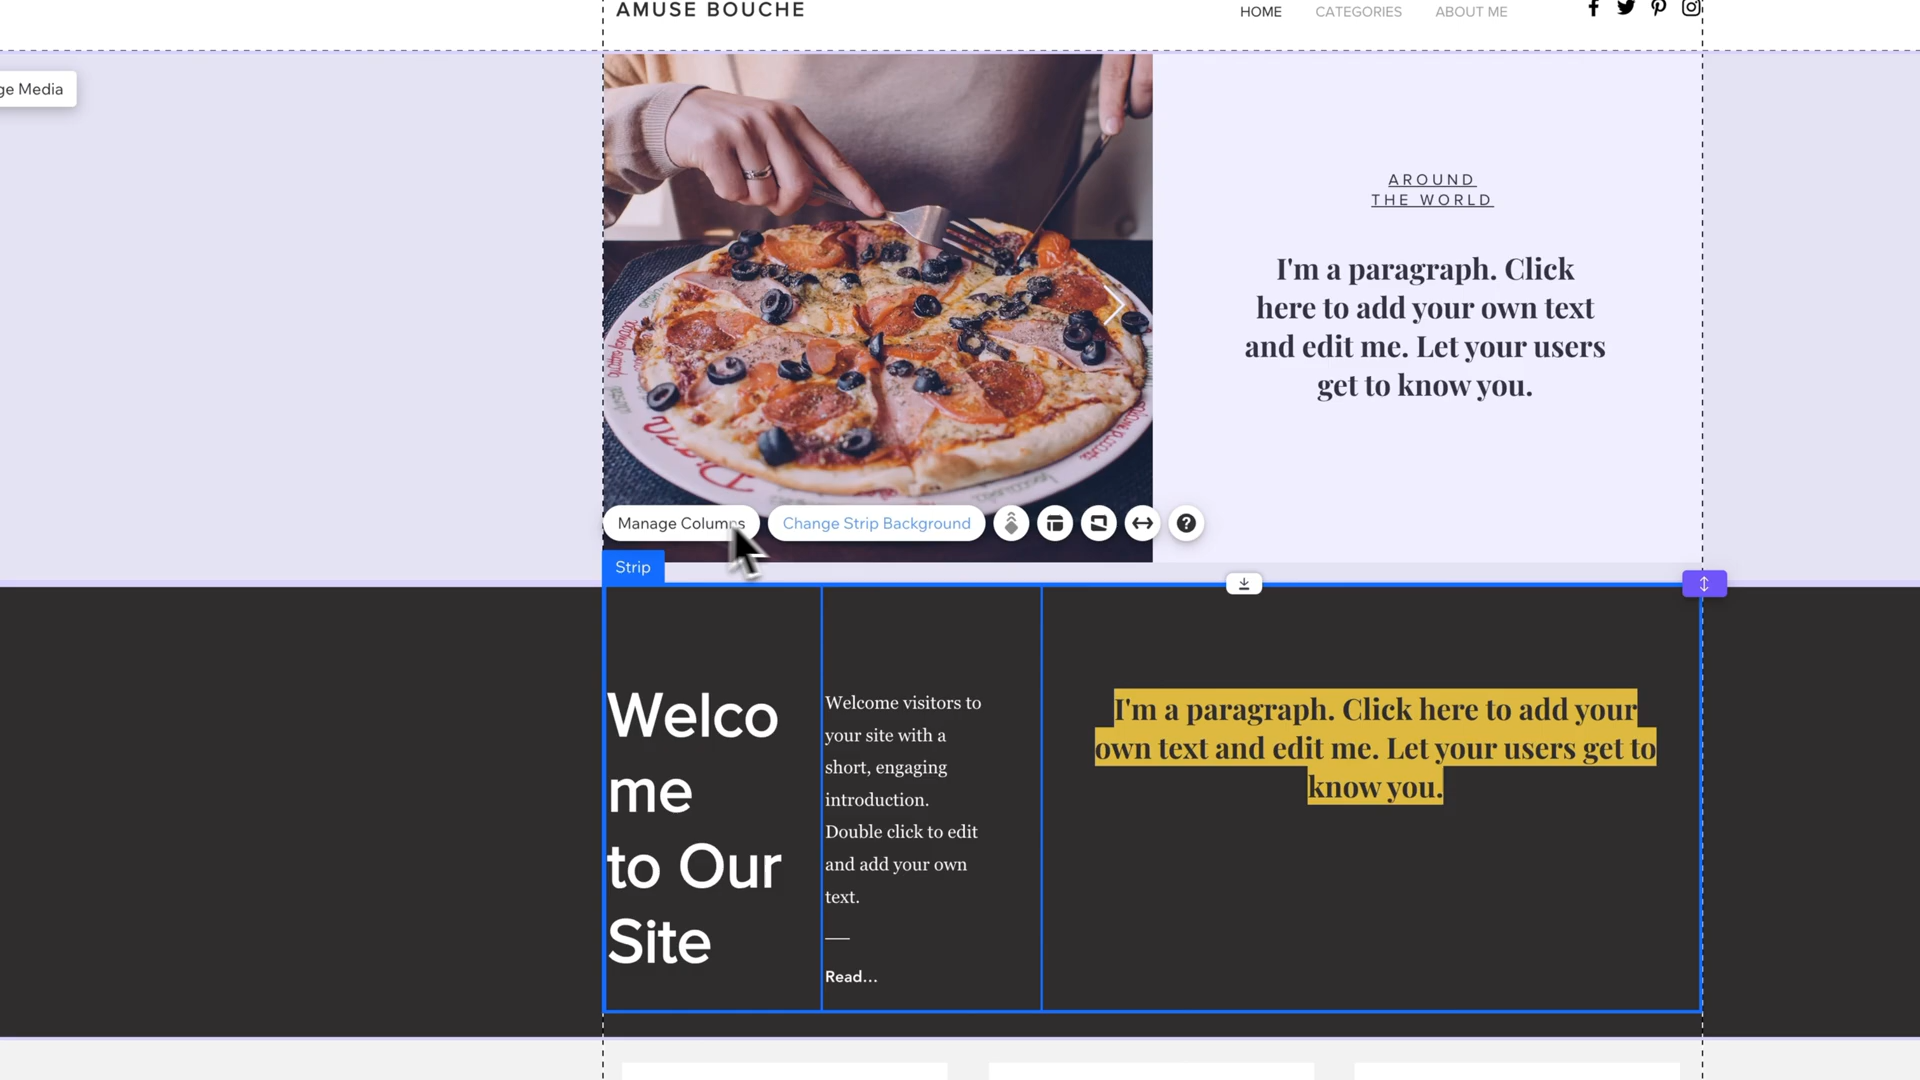 AMUSE BOUCHE
HOME CATEGORIES ABOUT ME
ge Media
AROUND
THE WORLD
I'm a paragraph. Click
here to add your own text
and edit me. Let your users
get to know you.
Manage Columns
Change Strip Background
Strip
Welco
me
to Our
Site
Welcome visitors to
your site with a
short, engaging
introduction.
Double click to edit
and add your own
text.
Read...
I'm a paragraph. Click here to add your
own text and edit me. Let your users get to
know you.